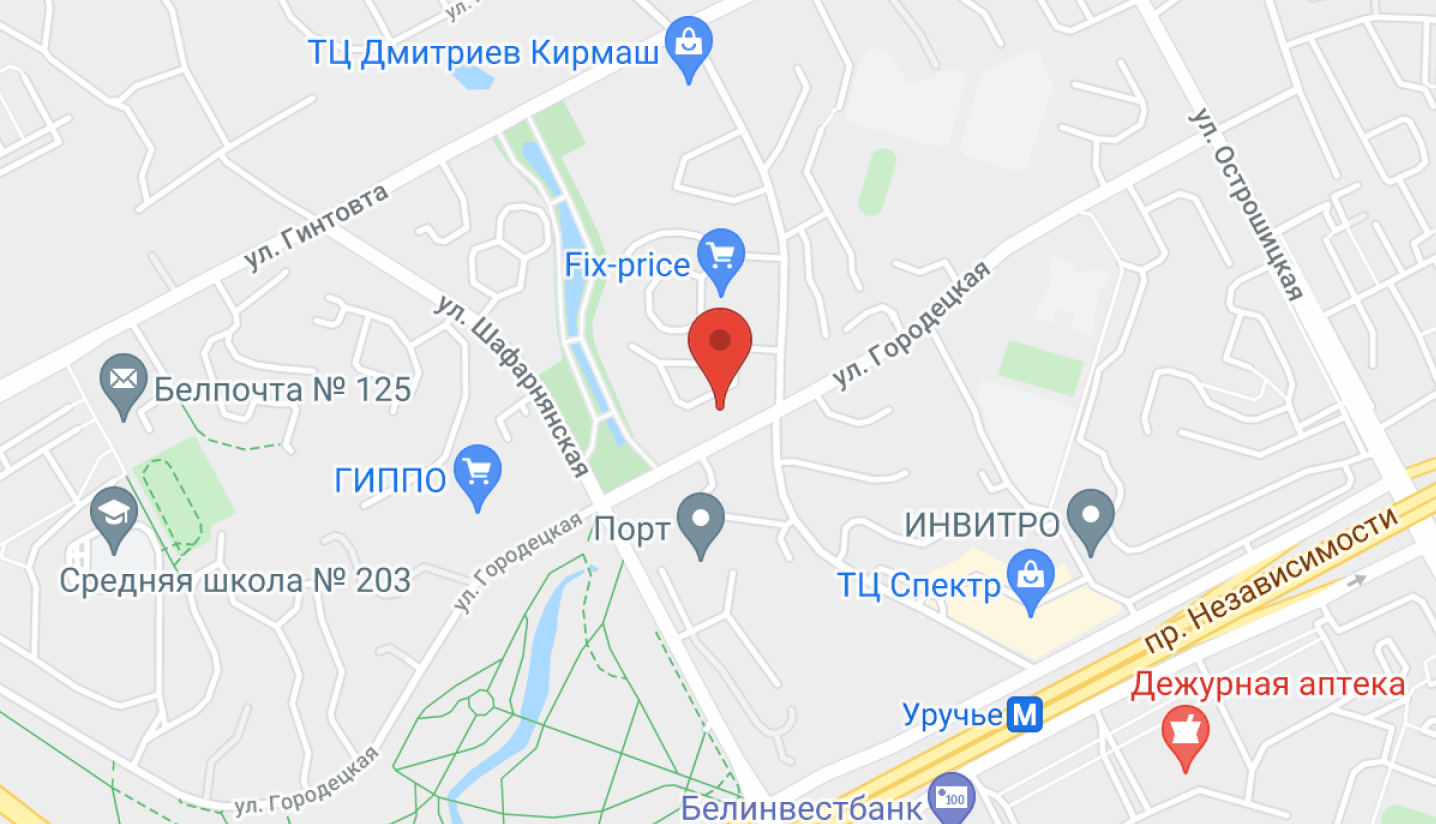 ул.
ТЦ Дмитриев Кирмаш
ул. Острошицкая
ул. Гинтовта
Fix-price
ул. Городецкая
ул. Шафарнянская
Белпочта № 125
ГИППО
Порт
ИНВИТРО
ул. Городецкая
Средняя школа № 203
ТЦ Спектр
пр. Независимости
Дежурная аптека
Уручье М
ул. Городецкая
Белинвестбанк
100